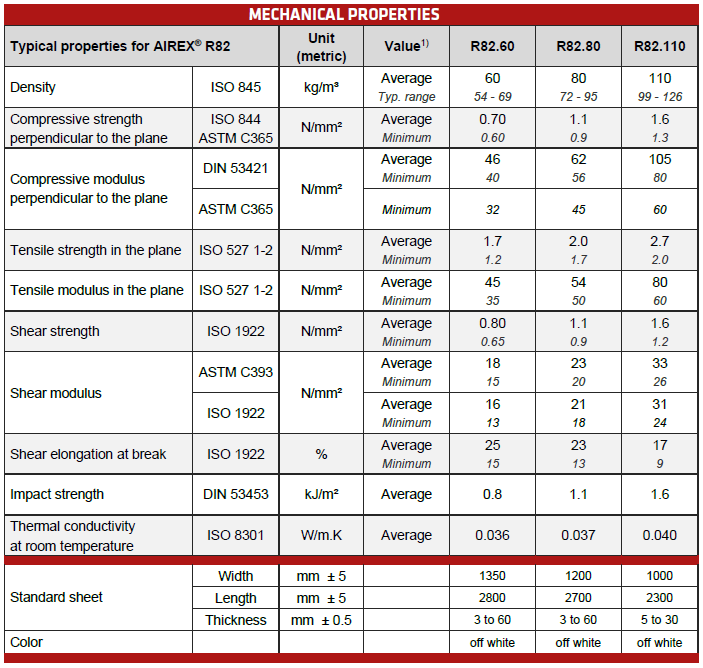 MECHANICAL PROPERTIES
Typical properties for AIREX® R82 Unit (metric) Value1) R82.60 R82.80 R82.110
Density ISO 845 kg/m³ Average 60 80 110
Typ. range 54 - 69 72 - 95 99 - 126
Compressive strength ISO 844 N/mm² Average 0.70 1.1 1.6
perpendicular to the plane ASTM C365 Minimum 0.60 0.9 1.3
Compressive modulus perpendicular to the plane DIN 53421 N/mm² Average 46 62 105
Minimum 40 56 80
ASTM C365 Minimum 32 45 60
Tensile strength in the plane ISO 527 1-2 N/mm² Average 1.7 2.0 2.7
Minimum 1.2 1.7 2.0
Tensile modulus in the plane ISO 527 1-2 N/mm² Average 45 54 80
Minimum 35 50 60
Shear strength ISO 1922 N/mm² Average 0.80 1.1 1.6
Minimum 0.65 0.9 1.2
Shear modulus ASTM C393 N/mm² Average 18 23 33
Minimum 15 20 26
ISO 1922 Average 16 21 31
Minimum 13 18 24
Shear elongation at break ISO 1922 % Average 25 23 17
Minimum 15 13 9
Impact strength DIN 53453 kJ/m² Average 0.8 1.1 1.6
Thermal conductivity
at room temperature ISO 8301 W/m.K Average 0.036 0.037 0.040
Standard sheet Width mm ± 5 1350 1200 1000
Length mm ± 5 2800 2700 2300
Thickness mm ± 0.5 3 to 60 3 to 60 5 to 30
Color off white off white off white